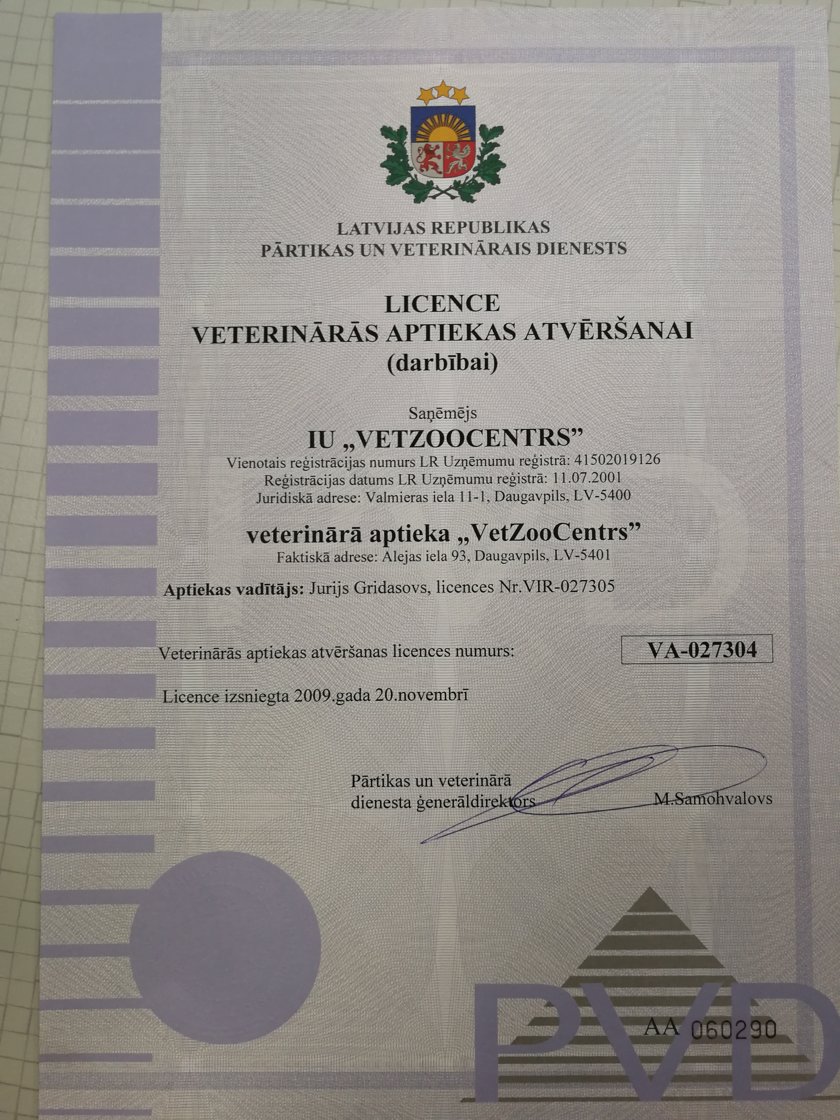 LATVIJAS REPUBLIKAS
PĀRTIKAS UN VETERINĀRAIS DIENESTS
LICENCE
VETERINĀRĀS APTIEKAS ATVĒRŠANAI
(darbībai)
Saņēmējs
IU „VETZOOCENTRS”
Vienotais reģistrācijas numurs LR Uzņēmumu reģistrā: 41502019126
Reģistrācijas datums LR Uzņēmumu reģistrā: 11.07.2001
Juridiskā adrese: Valmieras iela 11-1, Daugavpils, LV-5400
veterinārā aptieka „VetZooCentrs”
Faktiskā adrese: Alejas iela 93, Daugavpils, LV-5401
Aptiekas vadītājs: Jurijs Gridasovs, licences Nr.VIR-027305
Veterinārās aptiekas atvēršanas licences numurs: VA-027304
Licence izsniegta 2009.gada 20.novembrī
Pārtikas un veterinārā
dienesta ģenerāldirektors M.Samohvalovs
PVD
AA 060290